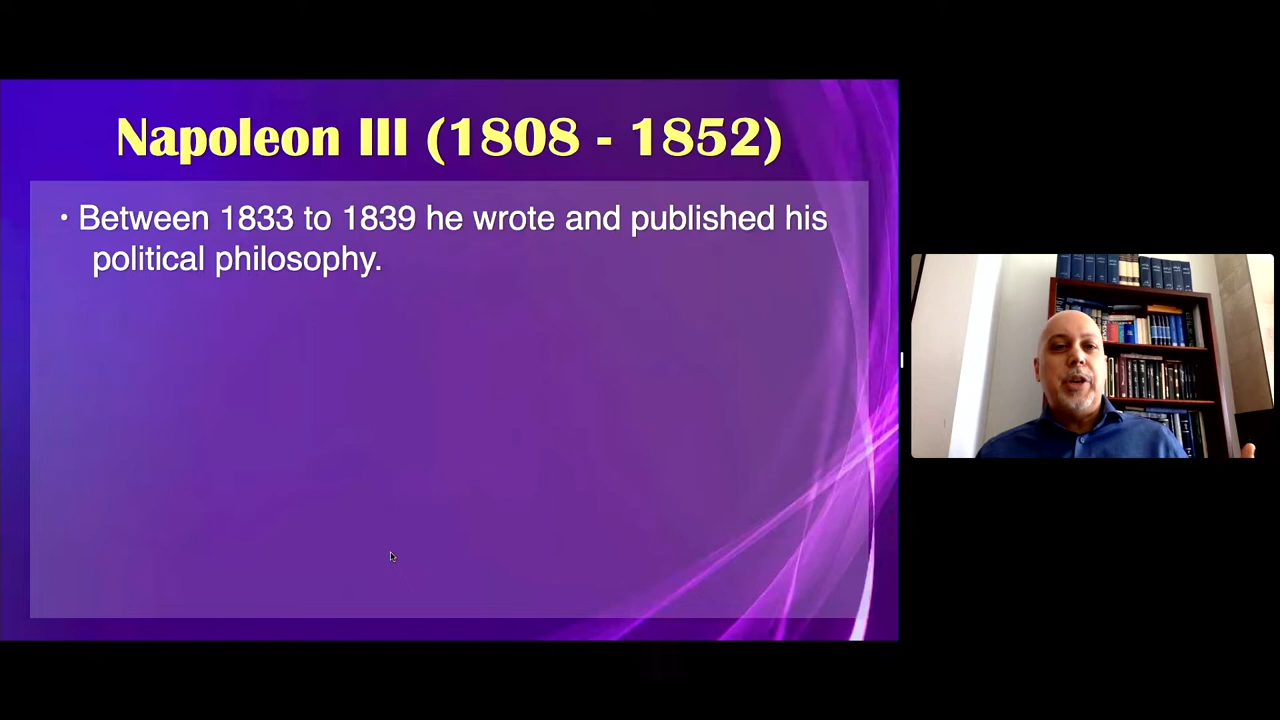 Napoleon III (1808 - 1852)
• Between 1833 to 1839 he wrote and published his
political philosophy.